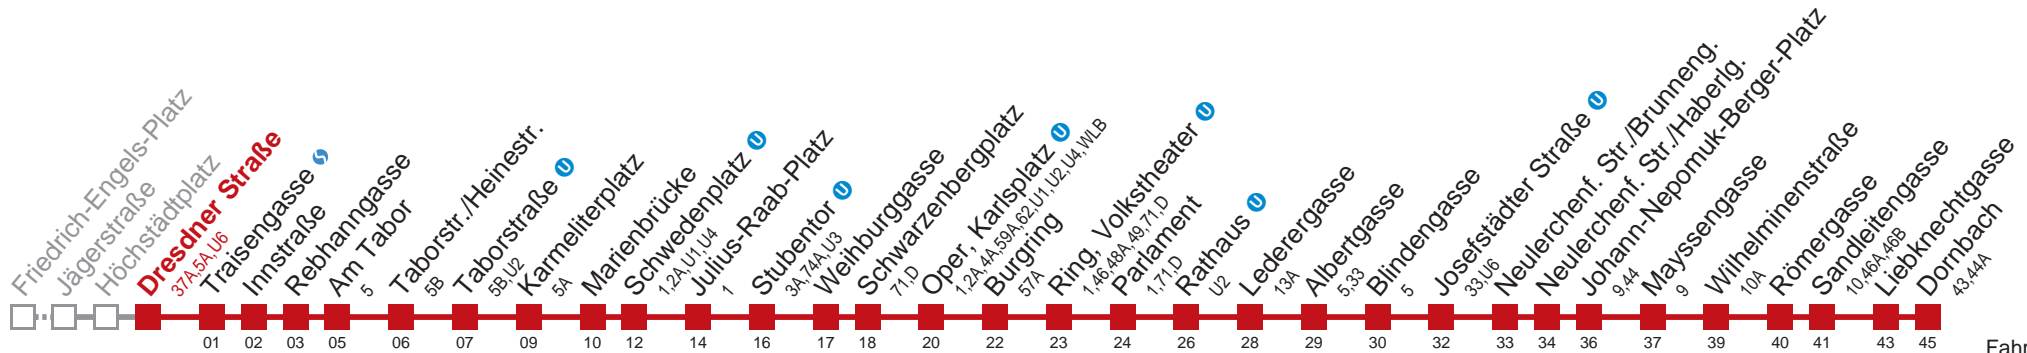 Friedrich-Engels-Platz
Jägerstraße
Höchstädtplatz
Dresdner Straße
37A,5A,U6
Traisengasse
Innstraße
Rebhanngasse
Am Tabor
5
Taborstr./Heinestr.
5B
Taborstraße U
5B,U2
Karmeliterplatz
5A
Marienbrücke
Schwedenplatz U
1,2A,U1,U4
Julius-Raab-Platz
1
Stubentor U
3A,74A,U3
Weihburggasse
Schwarzenbergplatz
71,D
Oper, Karlsplatz U
1,2A,4A,59A,62,U1,U2,U4,WLB
Burgring
57A
Ring, Volkstheater U
1,46,48A,49,71,D
Parlament
1,71,D
Rathaus U
U2
Lederergasse
13A
Albertgasse
5,33
Blindengasse
5
Josefstädter Straße U
33,U6
Neulerchenf. Str./Brunneng.
Neulerchenf. Str./Haberlg.
Johann-Nepomuk-Berger-Platz
9,44
Mayssengasse
9
Wilhelminenstraße
10A
Römergasse
Sandleitengasse
10,46A,46B
Liebknechtgasse
Dornbach
43,44A
01 02 03 05 06 07 09 10 12 14 16 17 18 20 22 23 24 26 28 29 30 32 33 34 36 37 39 40 41 43 45 Fahr